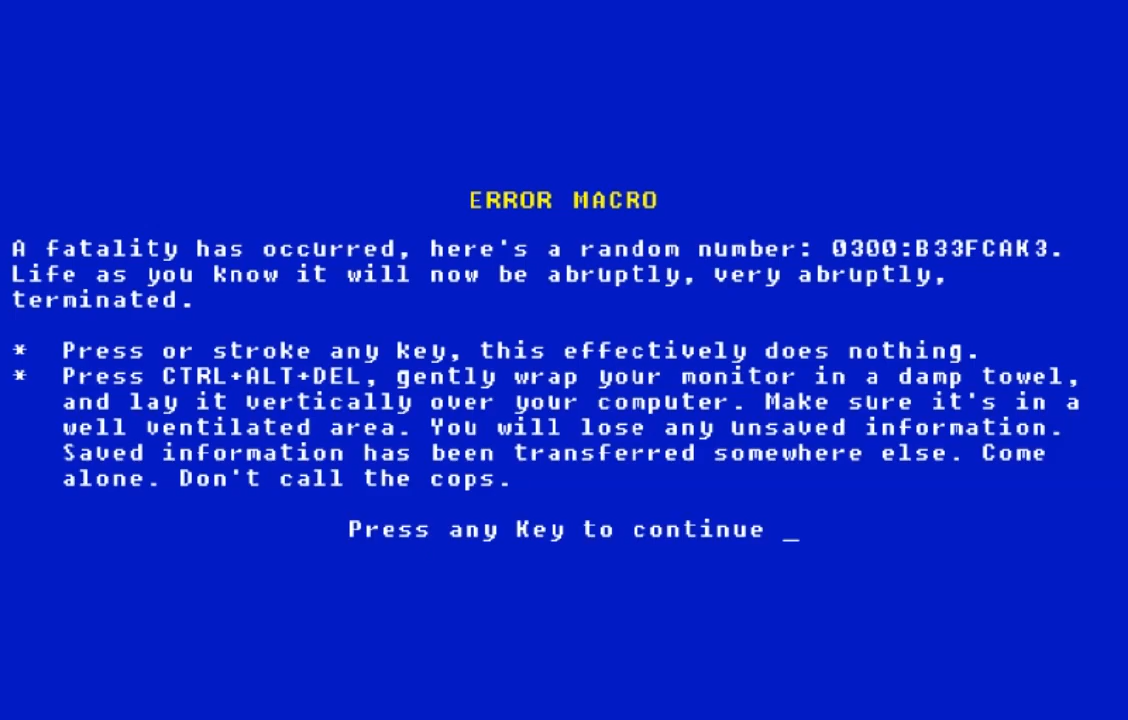 ERROR MACRO
A fatality has occurred, here's a random number: 0300:B33FCAK3.
Life as you know it will now be abruptly, very abruptly,
terminated.
* Press or stroke any key, this effectively does nothing.
* Press CTRL+ALT+DEL, gently wrap your monitor in a damp towel,
and lay it vertically over your computer. Make sure it's in a
well ventilated area. You will lose any unsaved information.
Saved information has been transferred somewhere else. Come
alone. Don't call the cops.
Press any Key to continue _